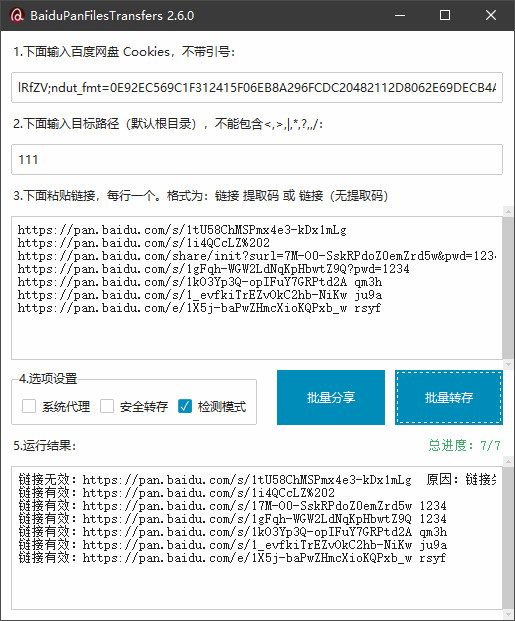 BaiduPanFilesTransfers 2.6.0
1.下面输入百度网盘 Cookies，不带引号：
lRfZV;ndut_fmt=0E92EC569C1F312415F06EB8A296FCDC20482112D8062E69DECB4A
2.下面输入目标路径（默认根目录），不能包含<,>,|,*,?,,/：
111
3.下面粘贴链接，每行一个。格式为：链接 提取码 或 链接（无提取码）
https://pan.baidu.com/s/1tU58ChMSPmx4e3-kDx1mLg
https://pan.baidu.com/s/1i4QCcLZ%202
https://pan.baidu.com/share/init?surl=7M-O0-SskRPdoZ0emZrd5w&pwd=1234
https://pan.baidu.com/s/1gFqh-WGW2LdNqKpHbwtZ9Q?pwd=1234
https://pan.baidu.com/s/1kO3Yp3Q-opIFuY7GRPtd2A qm3h
https://pan.baidu.com/s/1_evfkiTrEZvOkC2hb-NiKw ju9a
https://pan.baidu.com/e/1X5j-baPwZHmcXioKQPxb_w rsyf
4.选项设置
系统代理 安全转存 检测模式
批量分享 批量转存
5.运行结果： 总进度：7/7
链接无效：https://pan.baidu.com/s/1tU58ChMSPmx4e3-kDx1mLg 原因：链接失
链接有效：https://pan.baidu.com/s/1i4QCcLZ%202
链接有效：https://pan.baidu.com/s/17M-O0-SskRPdoZ0emZrd5w 1234
链接有效：https://pan.baidu.com/s/1gFqh-WGW2LdNqKpHbwtZ9Q 1234
链接有效：https://pan.baidu.com/s/1kO3Yp3Q-opIFuY7GRPtd2A qm3h
链接有效：https://pan.baidu.com/s/1_evfkiTrEZvOkC2hb-NiKw ju9a
链接有效：https://pan.baidu.com/e/1X5j-baPwZHmcXioKQPxb_w rsyf